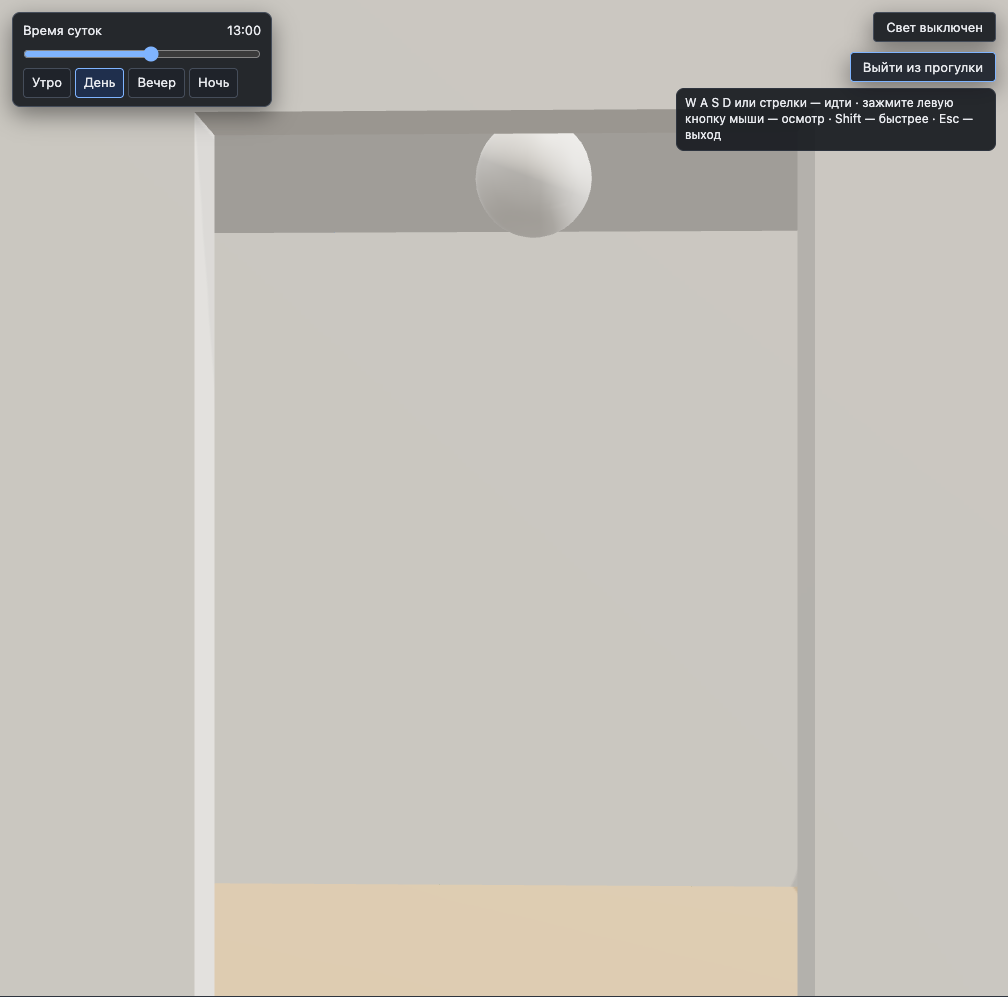 Время суток 13:00
Утро День Вечер Ночь
Свет выключен
Выйти из прогулки
W A S D или стрелки — идти · зажмите левую
кнопку мыши — осмотр · Shift — быстрее · Esc —
выход